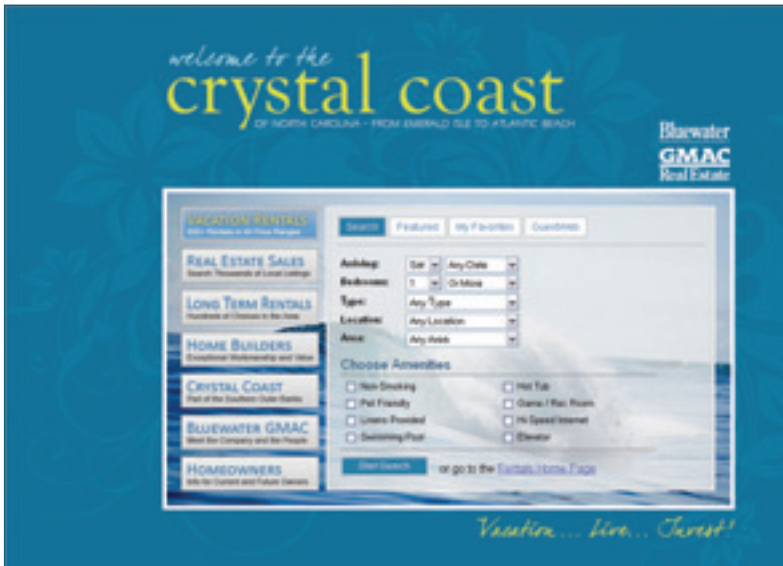 welcome to the
crystal coast
OF NORTH CAROLINA - FROM EMERALD ISLE TO ATLANTIC BEACH
Bluewater
GMAC
Real Estate
VACATION RENTALS
REAL ESTATE SALES
Search Thousands of Local Listings
LONG TERM RENTALS
Hundreds of Choices in the Area
HOME BUILDERS
Exceptional Workmanship and Value
CRYSTAL COAST
Part of the Southern Outer Banks
BLUEWATER GMAC
Meet the Company and the People
HOMEOWNERS
Info for Current and Future Owners
Search Featured My Favorites
Arriving: Sat Any Date
Bedrooms: 1 Or More
Type: Any Type
Location: Any Location
Area: Any Area
Choose Amenities
Non-Smoking
Pet Friendly
Linens Provided
Swimming Pool
Hot Tub
Game / Rec Room
Hi-Speed Internet
Elevator
Start Search or go to the Rentals Home Page
Vacation... Live... Invest!